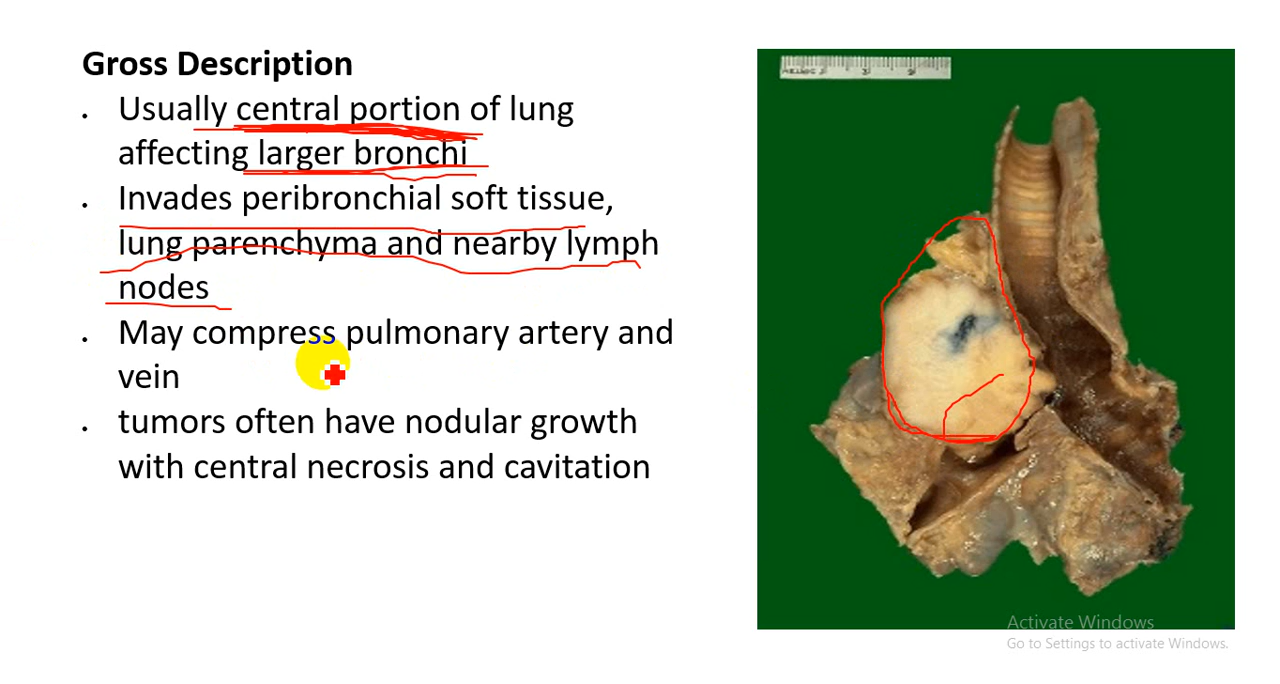 Gross Description
• Usually central portion of lung
affecting larger bronchi
• Invades peribronchial soft tissue,
lung parenchyma and nearby lymph
nodes
• May compress pulmonary artery and
vein
• tumors often have nodular growth
with central necrosis and cavitation
Activate Windows
Go to Settings to activate Windows.